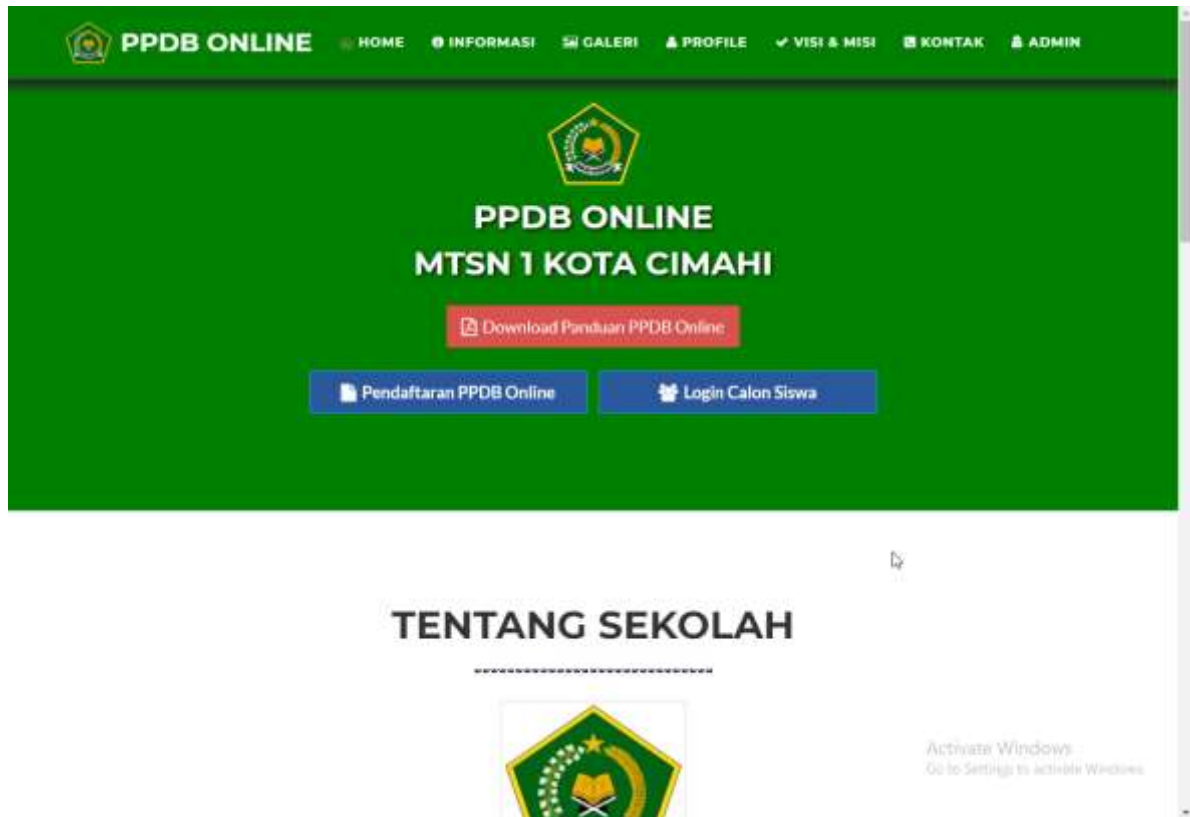 PPDB ONLINE HOME INFORMASI GALERI PROFILE VISI & MISI KONTAK ADMIN
PPDB ONLINE
MTSN 1 KOTA CIMAHI
Download Panduan PPDB Online
Pendaftaran PPDB Online Login Calon Siswa
TENTANG SEKOLAH
----------------------------
Activate Windows
Go to Settings to activate Windows.